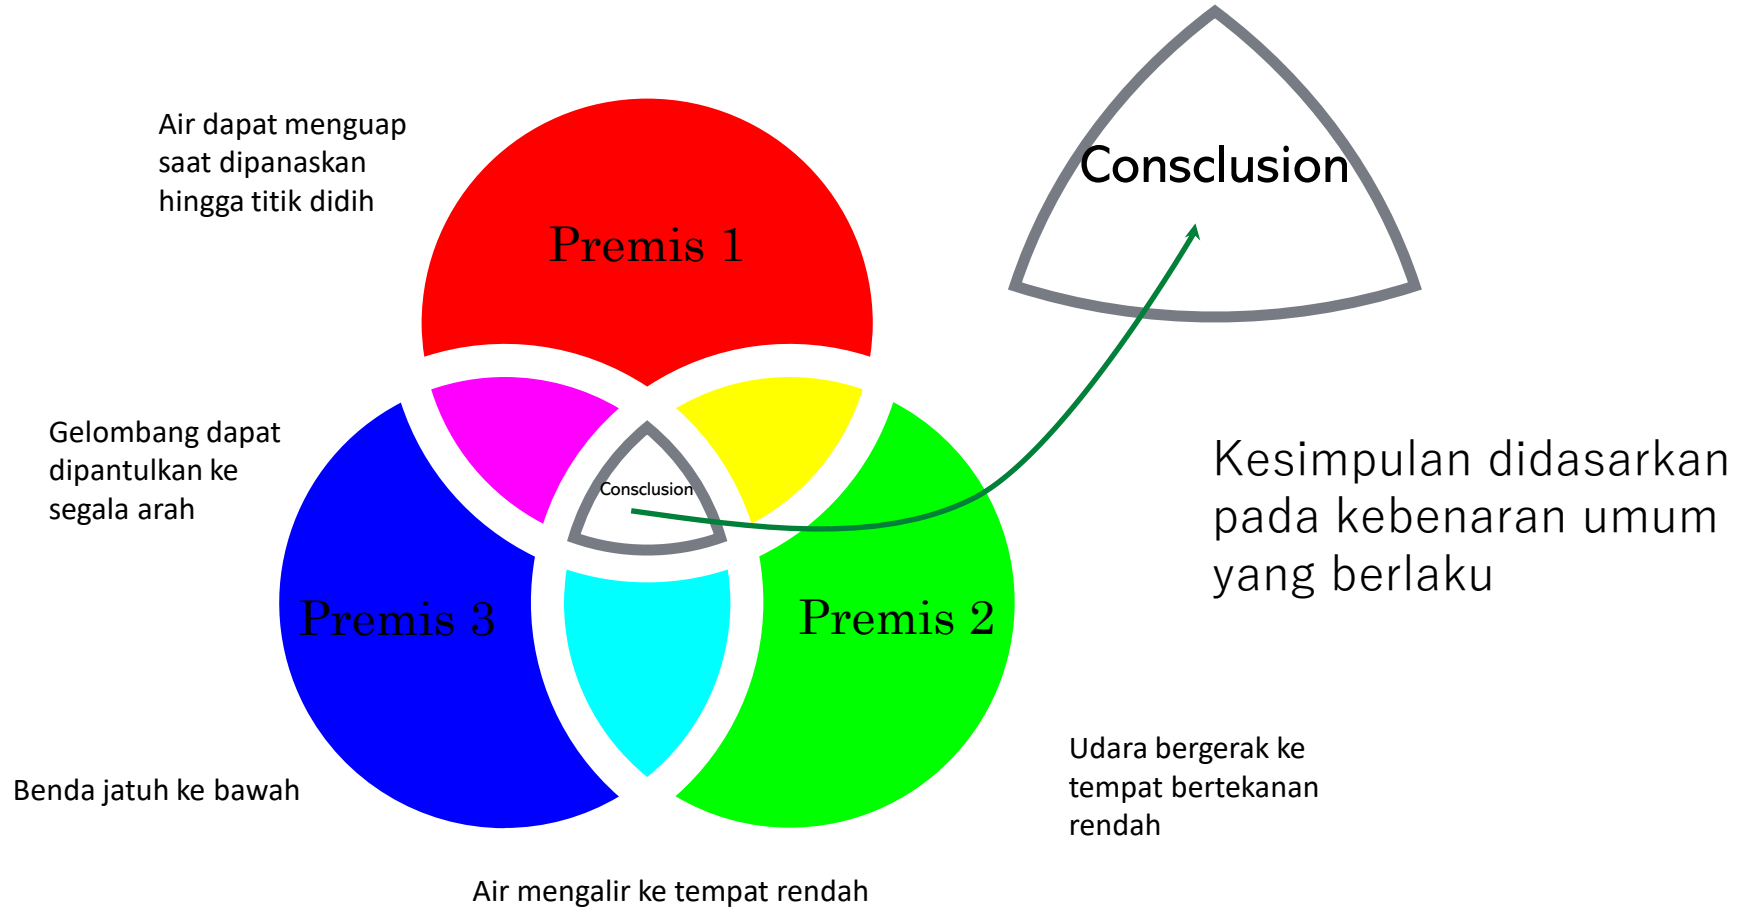 Air dapat menguap
saat dipanaskan
hingga titik didih
Premis 1
Consclusion
Gelombang dapat
dipantulkan ke
segala arah
Consclusion
Kesimpulan didasarkan
pada kebenaran umum
yang berlaku
Premis 3
Premis 2
Benda jatuh ke bawah
Udara bergerak ke
tempat bertekanan
rendah
Air mengalir ke tempat rendah